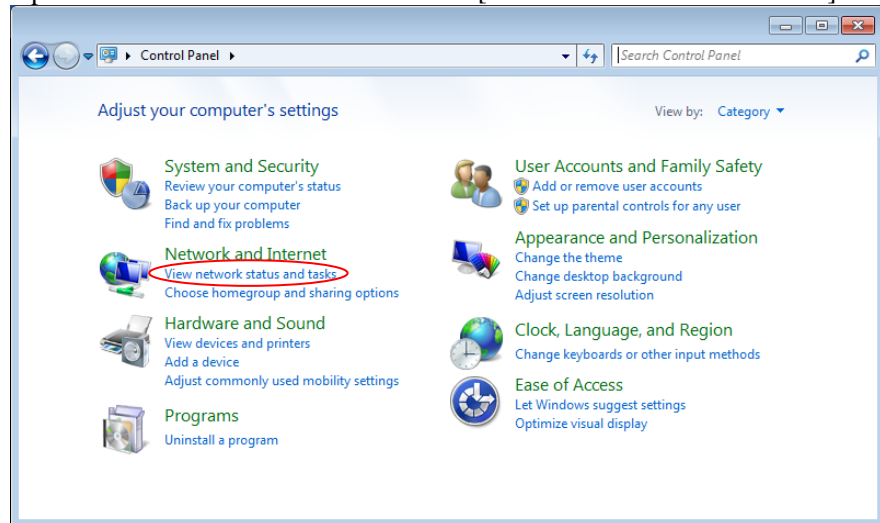 Control Panel
Search Control Panel
Adjust your computer's settings
View by: Category
System and Security
Review your computer's status
Back up your computer
Find and fix problems
Network and Internet
View network status and tasks
Choose homegroup and sharing options
Hardware and Sound
View devices and printers
Add a device
Adjust commonly used mobility settings
Programs
Uninstall a program
User Accounts and Family Safety
Add or remove user accounts
Set up parental controls for any user
Appearance and Personalization
Change the theme
Change desktop background
Adjust screen resolution
Clock, Language, and Region
Change keyboards or other input methods
Ease of Access
Let Windows suggest settings
Optimize visual display